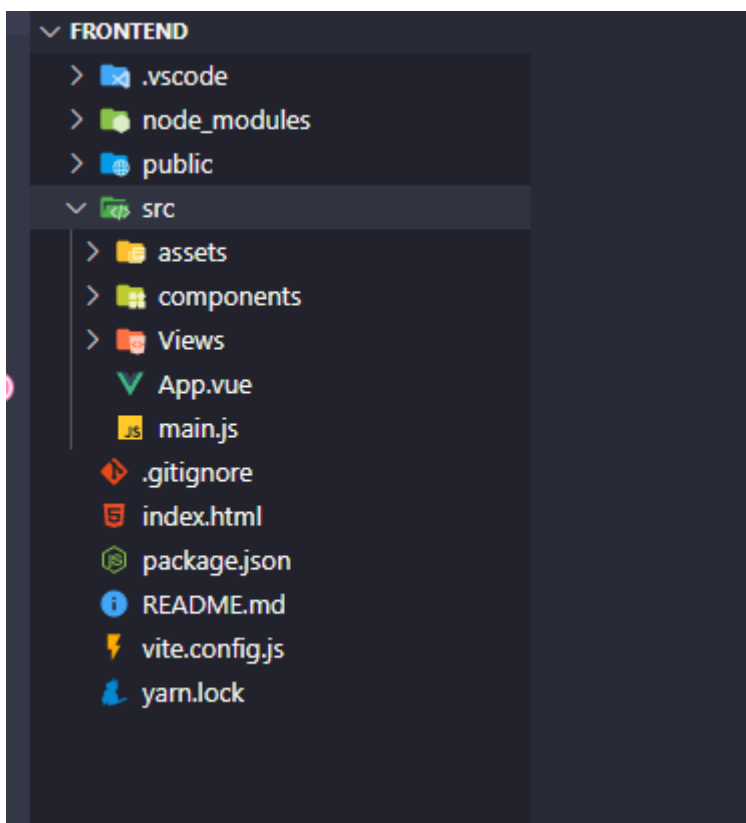 FRONTEND
.vscode
node_modules
public
src
assets
components
Views
App.vue
JS main.js
.gitignore
index.html
package.json
README.md
vite.config.js
yarn.lock